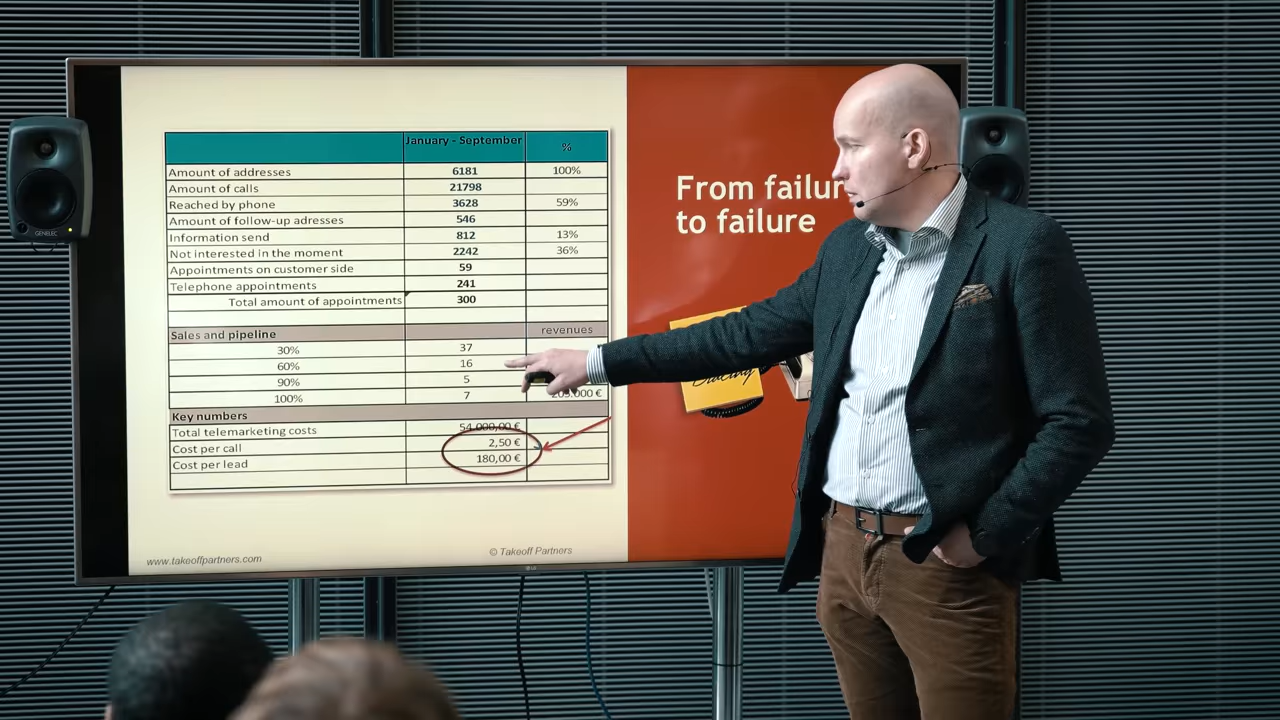 January - September %
Amount of addresses 6181 100%
Amount of calls 21798
Reached by phone 3628 59%
Amount of follow-up adresses 546
Information send 812 13%
Not interested in the moment 2242 36%
Appointments on customer side 59
Telephone appointments 241
Total amount of appointments 300
Sales and pipeline revenues
30% 37
60% 16
90% 5
100% 7
Key numbers
Total telemarketing costs 54 000,00 €
Cost per call 2,50 €
Cost per lead 180,00 €
www.takeoffpartners.com
© Takeoff Partners
From failur
to failure
GENELEC
LG